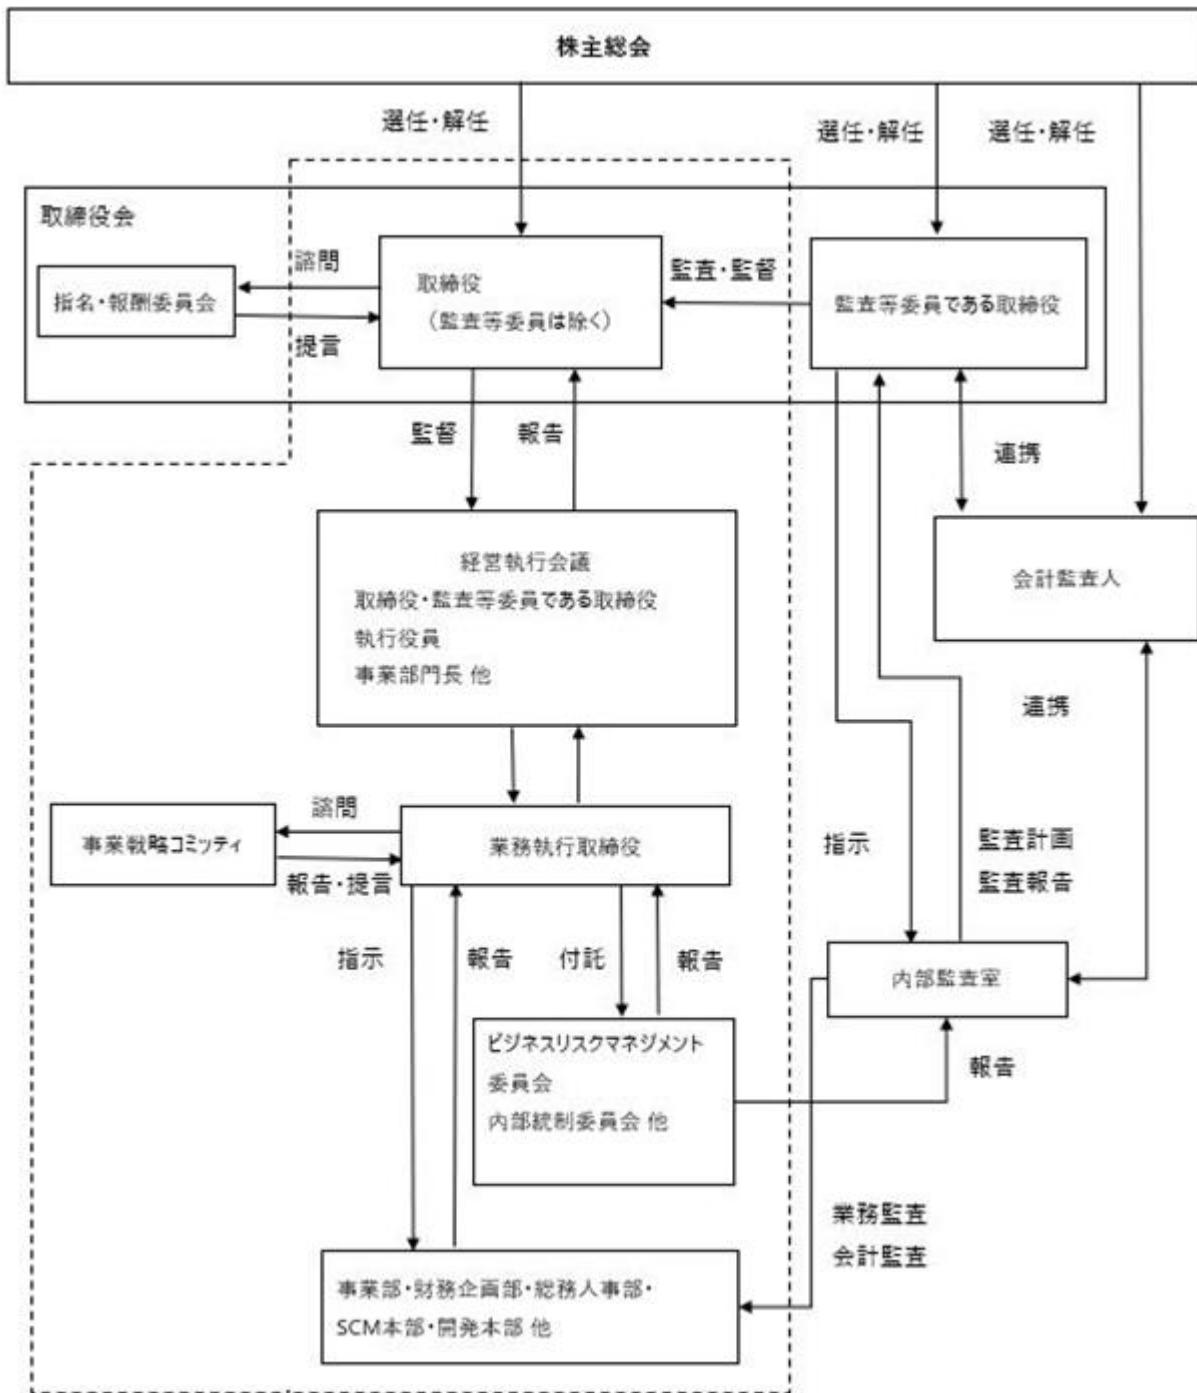 株主総会
選任・解任
選任・解任
選任・解任
取締役会
諮問
指名・報酬委員会
提言
取締役
（監査等委員は除く）
監査・監督
監査等委員である取締役
監督
報告
連携
経営執行会議
取締役・監査等委員である取締役
執行役員
事業部門長 他
会計監査人
連携
諮問
事業戦略コミッティ
報告・提言
業務執行取締役
指示
監査計画
監査報告
指示
報告
付託
報告
内部監査室
ビジネスリスクマネジメント
委員会
内部統制委員会 他
報告
業務監査
会計監査
事業部・財務企画部・総務人事部・
SCM本部・開発本部 他